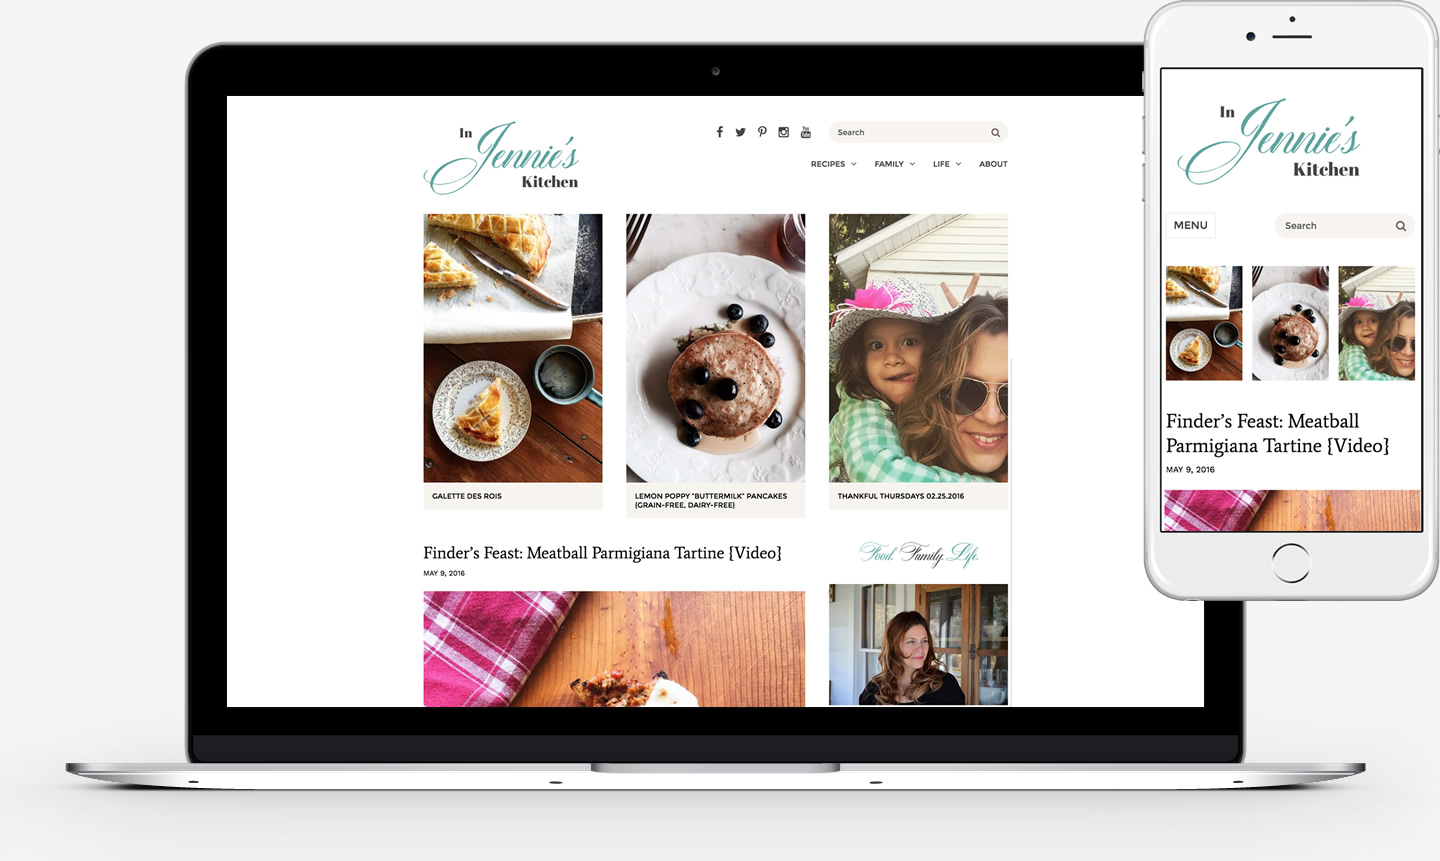 In
Jennie's
Kitchen
Search
RECIPES FAMILY LIFE ABOUT
GALETTE DES ROIS
LEMON POPPY "BUTTERMILK" PANCAKES
(GRAIN-FREE, DAIRY-FREE)
THANKFUL THURSDAYS 02.25.2016
Finder's Feast: Meatball Parmigiana Tartine {Video}
MAY 9, 2016
Food. Family. Life.
In
Jennie's
Kitchen
MENU
Search
Finder's Feast: Meatball
Parmigiana Tartine {Video}
MAY 9, 2016